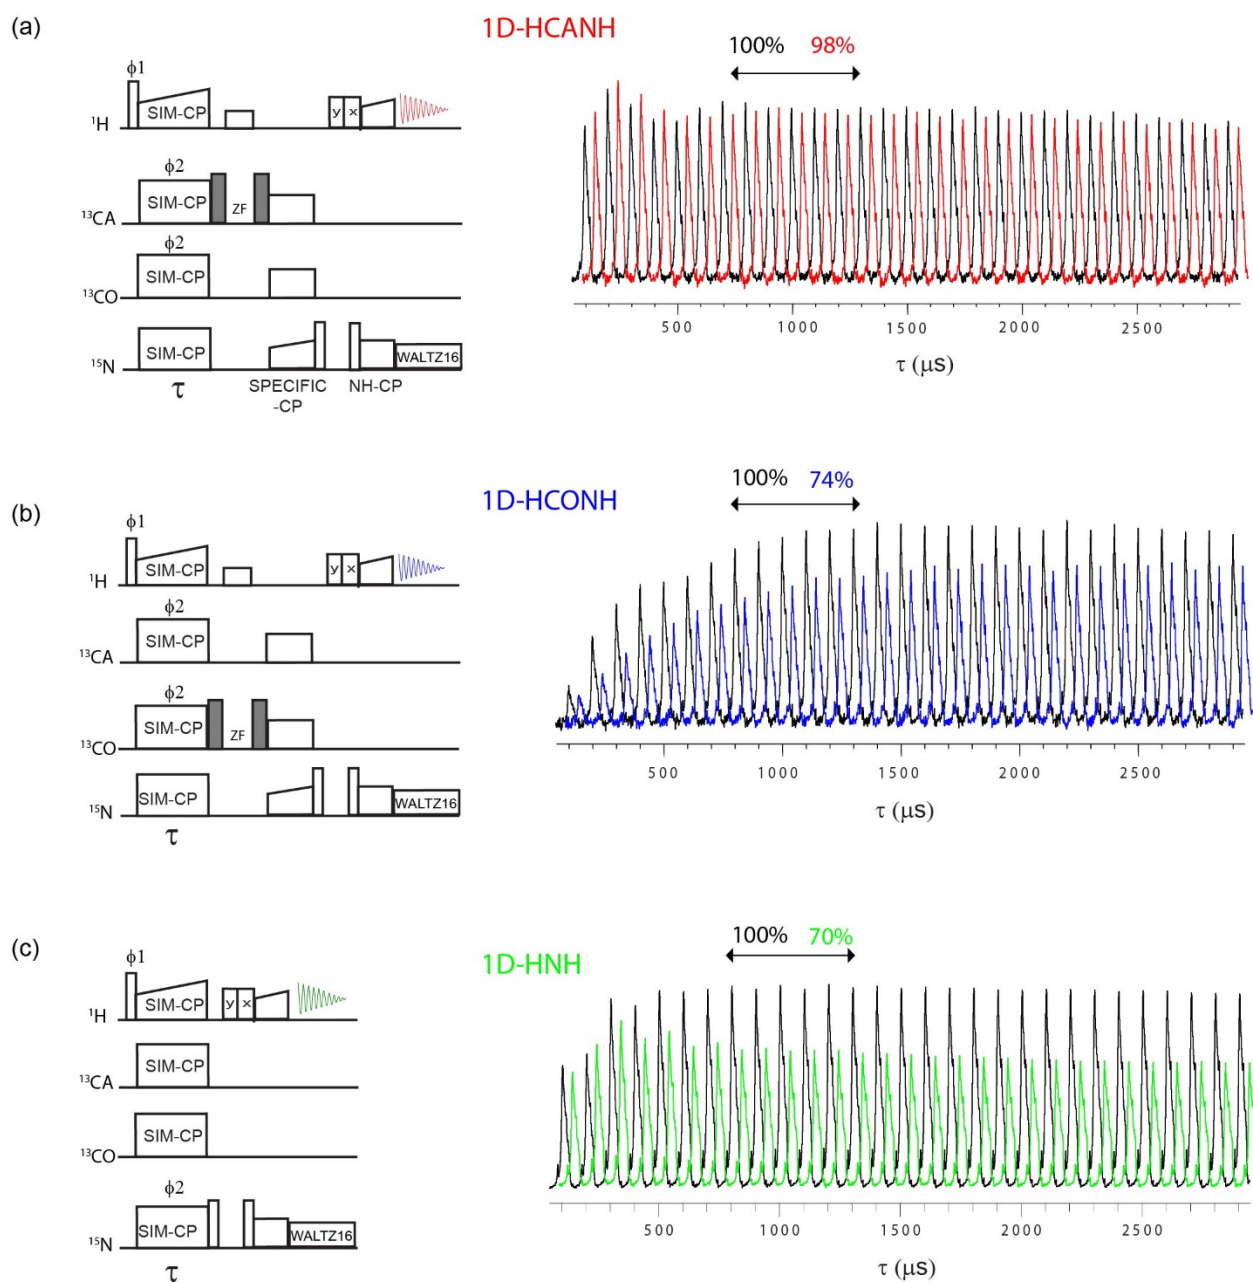 (a)
1D-HCANH
100% 98%
ϕ1
SIM-CP
y x
¹H
ϕ2
SIM-CP
ZF
¹³CA
ϕ2
SIM-CP
¹³CO
SIM-CP
WALTZ16
¹⁵N
τ
SPECIFIC
-CP
NH-CP
500 1000 1500 2000 2500
τ (μs)
(b)
1D-HCONH
100% 74%
ϕ1
SIM-CP
y x
¹H
ϕ2
SIM-CP
¹³CA
ϕ2
SIM-CP
ZF
¹³CO
SIM-CP
WALTZ16
¹⁵N
τ
500 1000 1500 2000 2500
τ (μs)
(c)
1D-HNH
100% 70%
ϕ1
SIM-CP
y x
¹H
SIM-CP
¹³CA
SIM-CP
¹³CO
ϕ2
SIM-CP
WALTZ16
¹⁵N
τ
500 1000 1500 2000 2500
τ (μs)